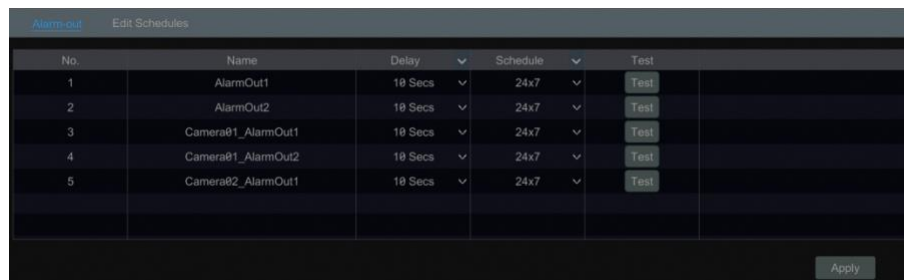 Alarm-out Edit Schedules
No. Name Delay Schedule Test
1 AlarmOut1 10 Secs 24x7 Test
2 AlarmOut2 10 Secs 24x7 Test
3 Camera01_AlarmOut1 10 Secs 24x7 Test
4 Camera01_AlarmOut2 10 Secs 24x7 Test
5 Camera02_AlarmOut1 10 Secs 24x7 Test
Apply